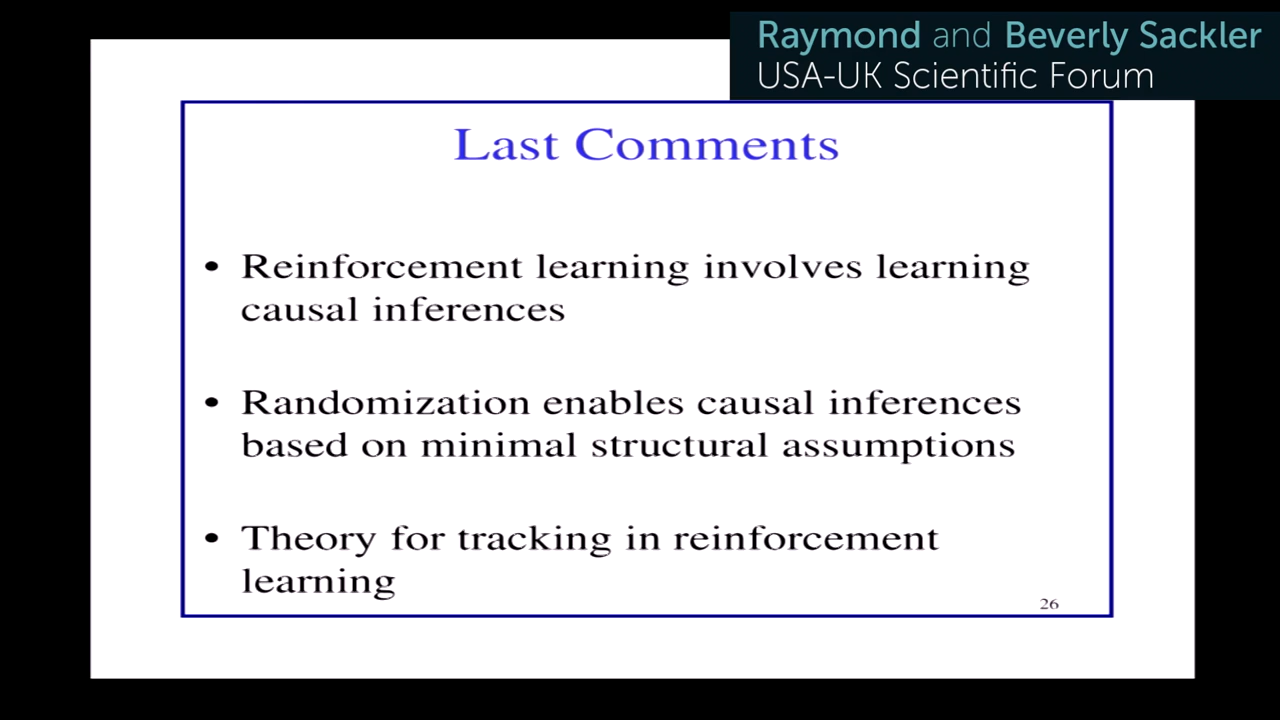 Raymond and Beverly Sackler
USA-UK Scientific Forum
Last Comments
• Reinforcement learning involves learning
causal inferences
• Randomization enables causal inferences
based on minimal structural assumptions
• Theory for tracking in reinforcement
learning
26